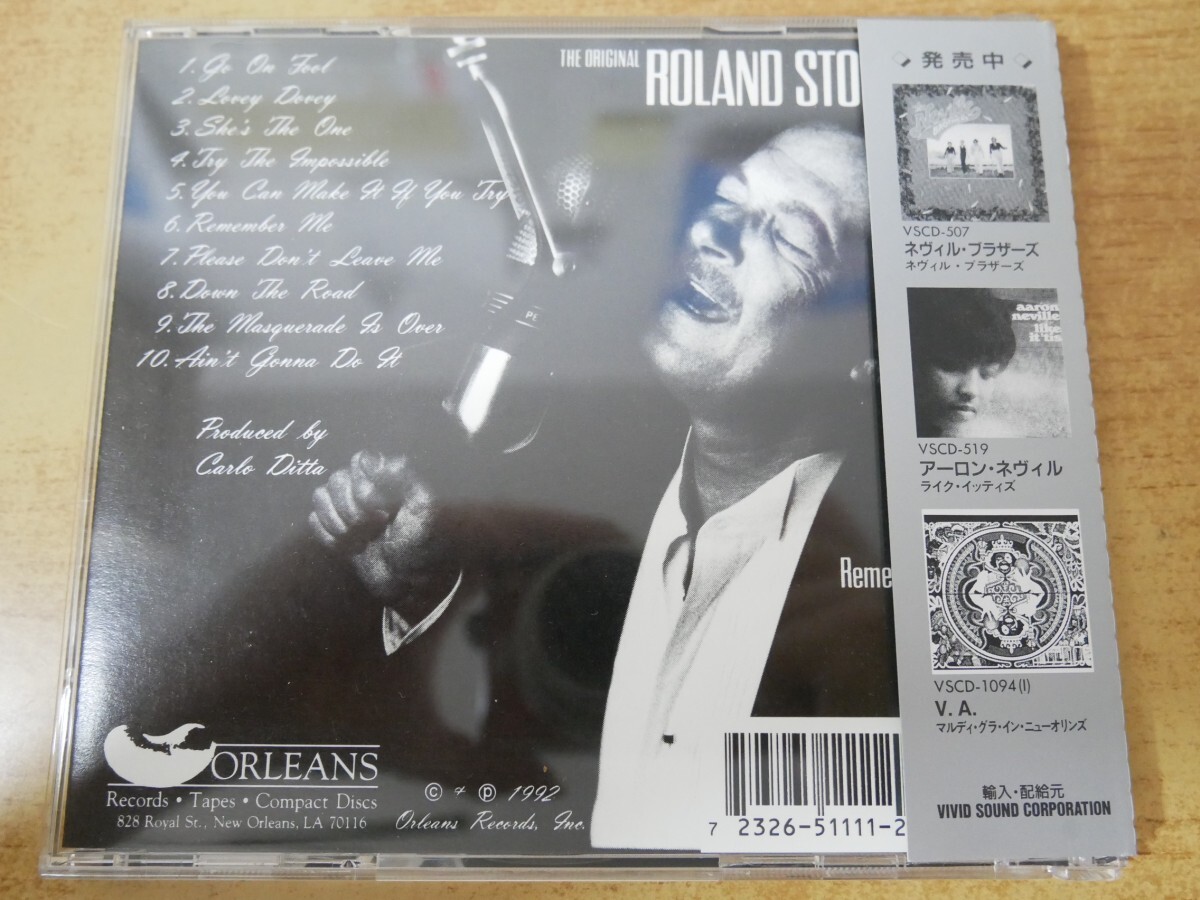 1. Go On Fool
2. Lovey Dovey
3. She's The One
4. Try The Impossible
5. You Can Make It If You Try
6. Remember Me
7. Please Don't Leave Me
8. Down The Road
9. The Masquerade Is Over
10. Ain't Gonna Do It
Produced by
Carlo Ditta
THE ORIGINAL
ROLAND STO
PE
Reme
ORLEANS
Records • Tapes • Compact Discs
828 Royal St., New Orleans, LA 70116
© + ℗ 1992
Orleans Records, Inc.
7 2326-51111-2
発売中
VSCD-507
ネヴィル・ブラザーズ
ネヴィル・ブラザーズ
aaron
neville
like
it 'tis
VSCD-519
アーロン・ネヴィル
ライク・イッティズ
VSCD-1094(I)
V. A.
マルディ・グラ・イン・ニューオリンズ
輸入・配給元
VIVID SOUND CORPORATION